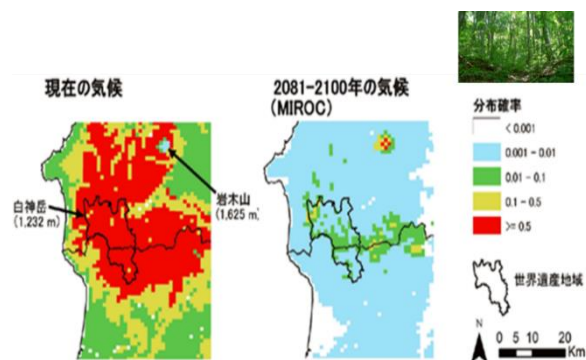 現在の気候
2081-2100年の気候
(MIROC)
白神岳
(1,232 m)
岩木山
(1,625 m)
分布確率
< 0.001
0.001 - 0.01
0.01 - 0.1
0.1 - 0.5
>= 0.5
世界遺産地域
N
0 5 10 20
Km